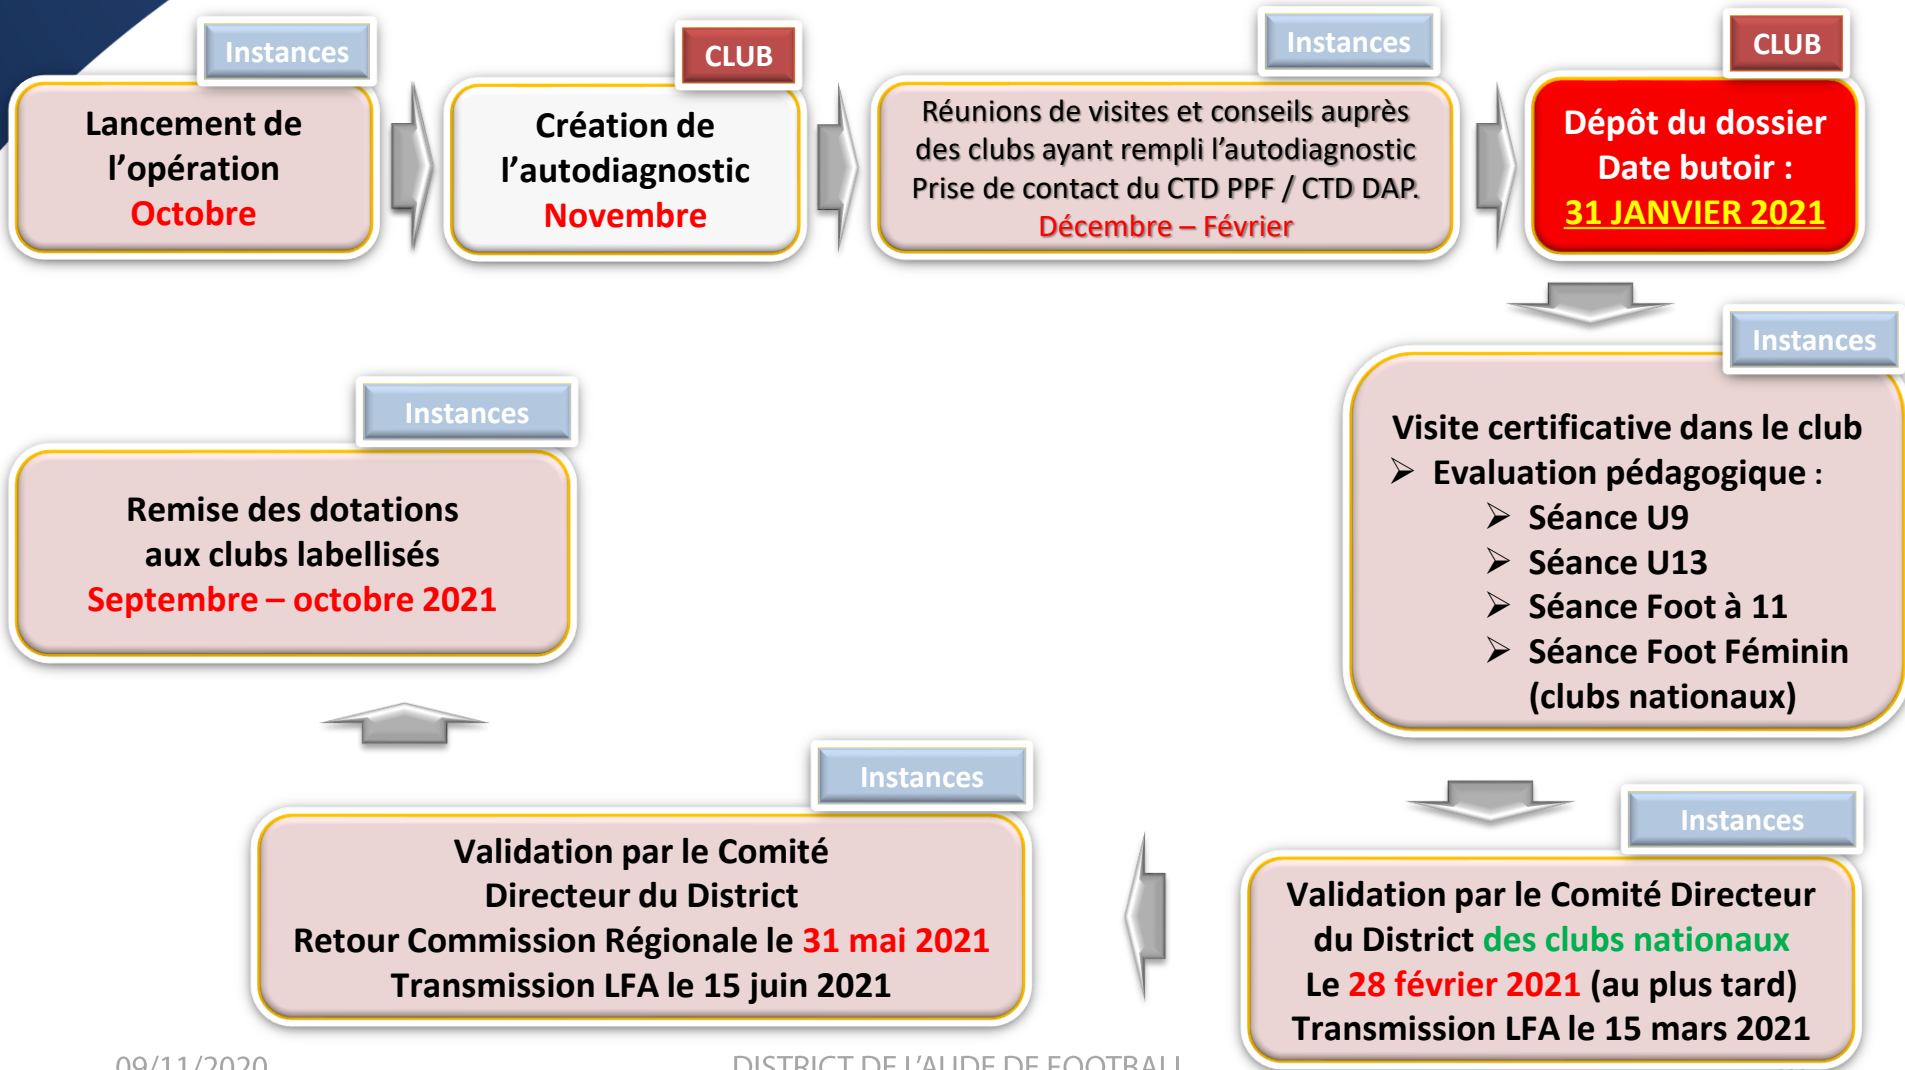 Instances
Lancement de
l’opération
Octobre
CLUB
Création de
l’autodiagnostic
Novembre
Instances
Réunions de visites et conseils auprès
des clubs ayant rempli l’autodiagnostic
Prise de contact du CTD PPF / CTD DAP.
Décembre – Février
CLUB
Dépôt du dossier
Date butoir :
31 JANVIER 2021
Instances
Visite certificative dans le club
➢ Evaluation pédagogique :
➢ Séance U9
➢ Séance U13
➢ Séance Foot à 11
➢ Séance Foot Féminin
(clubs nationaux)
Instances
Validation par le Comité Directeur
du District des clubs nationaux
Le 28 février 2021 (au plus tard)
Transmission LFA le 15 mars 2021
Instances
Validation par le Comité
Directeur du District
Retour Commission Régionale le 31 mai 2021
Transmission LFA le 15 juin 2021
Instances
Remise des dotations
aux clubs labellisés
Septembre – octobre 2021
09/11/2020
DISTRICT DE L’AUDE DE FOOTBALL